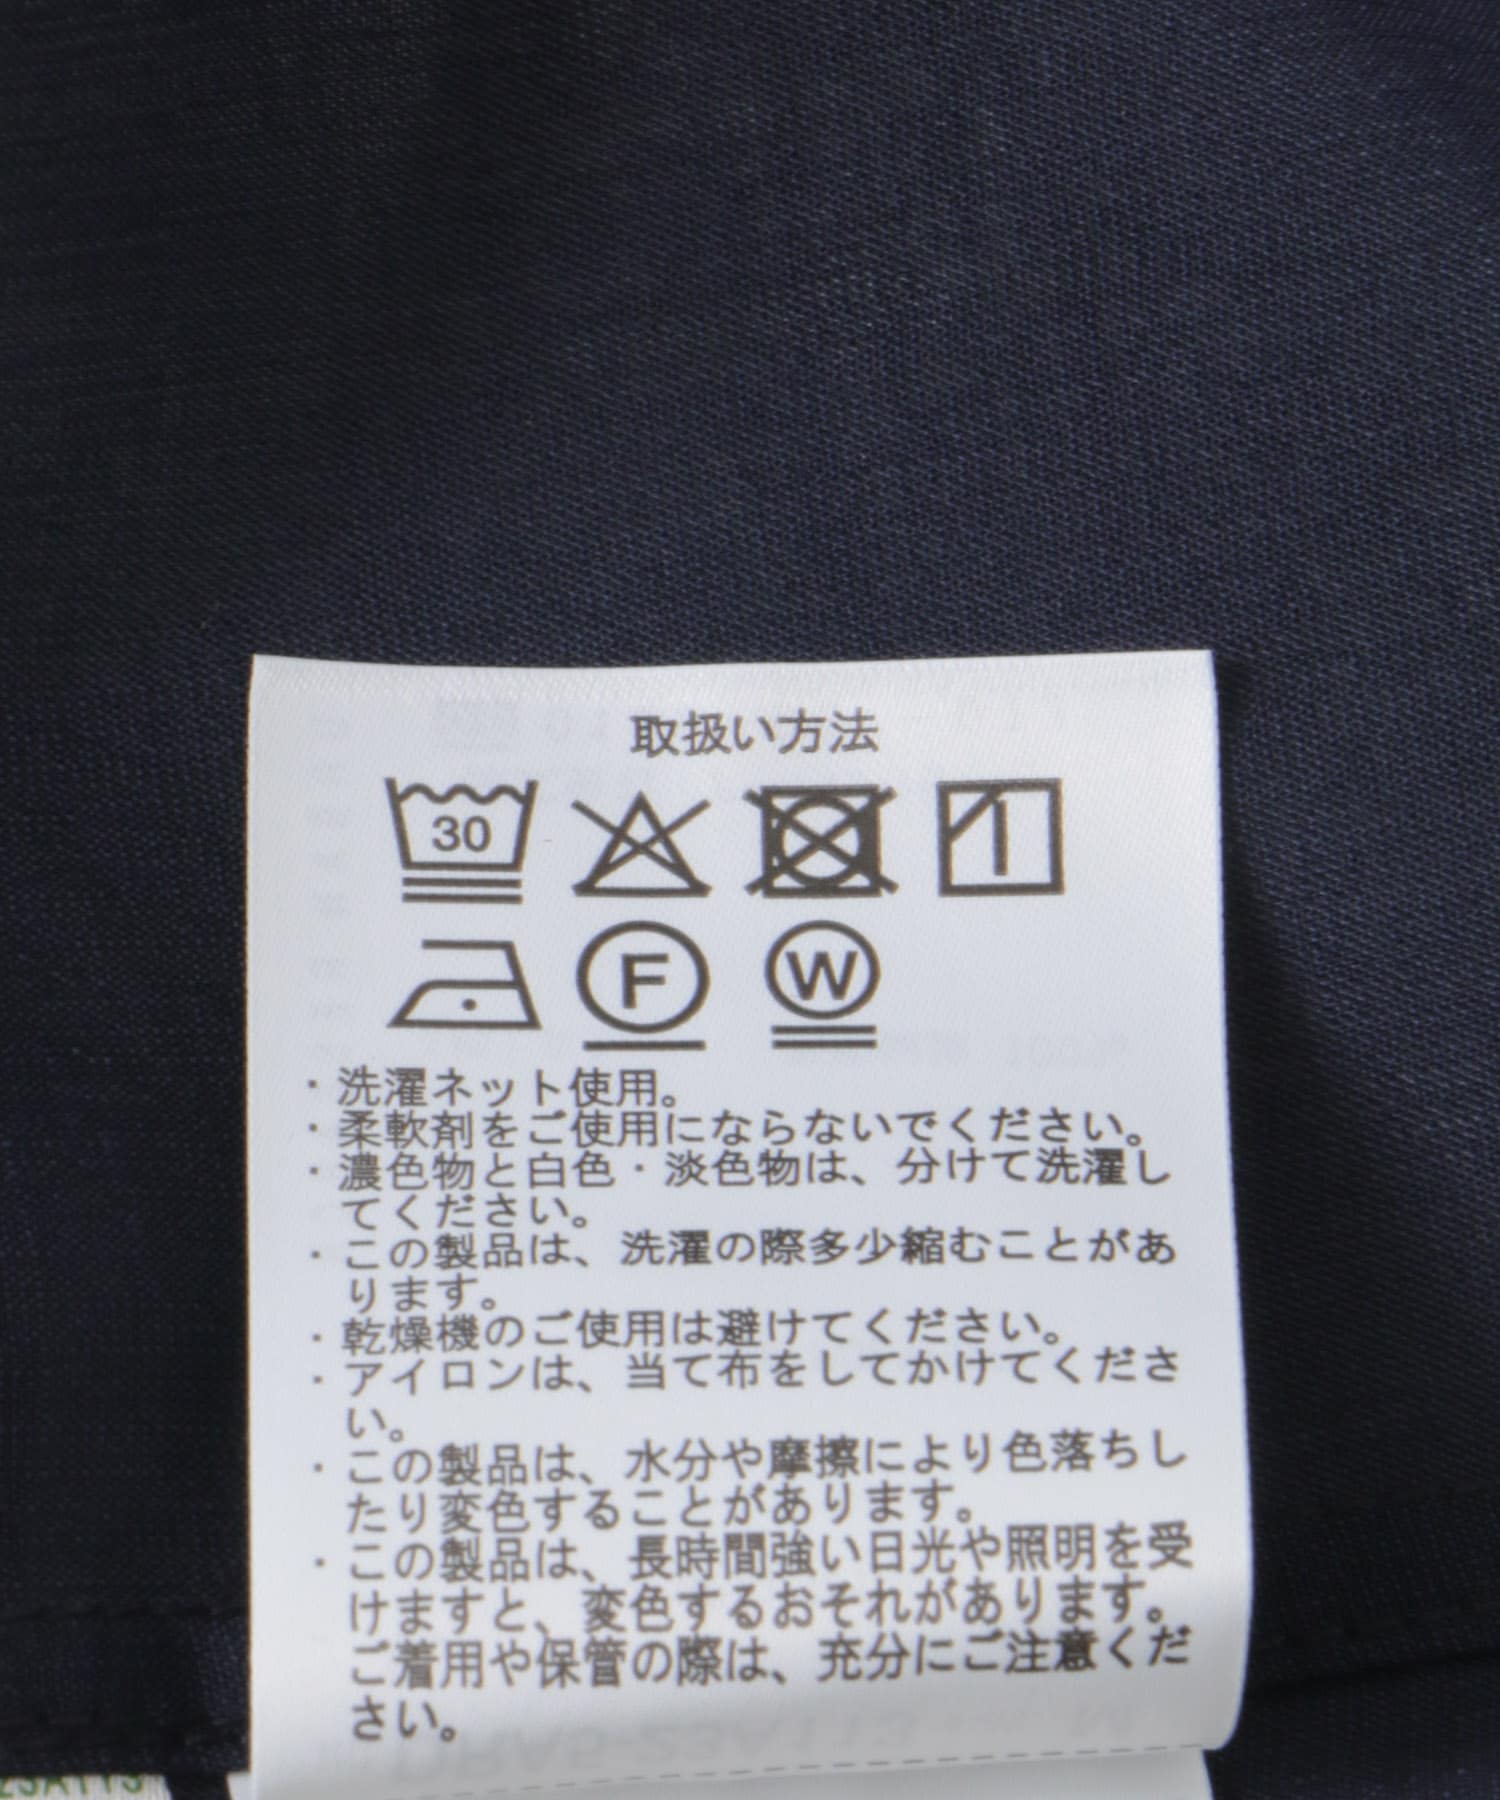 取扱い方法
30
F W
・洗濯ネット使用。
・柔軟剤をご使用にならないでください。
・濃色物と白色・淡色物は、分けて洗濯し
てください。
・この製品は、洗濯の際多少縮むことがあ
ります。
・乾燥機のご使用は避けてください。
・アイロンは、当て布をしてかけてくださ
い。
・この製品は、水分や摩擦により色落ちし
たり変色することがあります。
・この製品は、長時間強い日光や照明を受
けますと、変色するおそれがあります。
ご着用や保管の際は、充分にご注意くだ
さい。